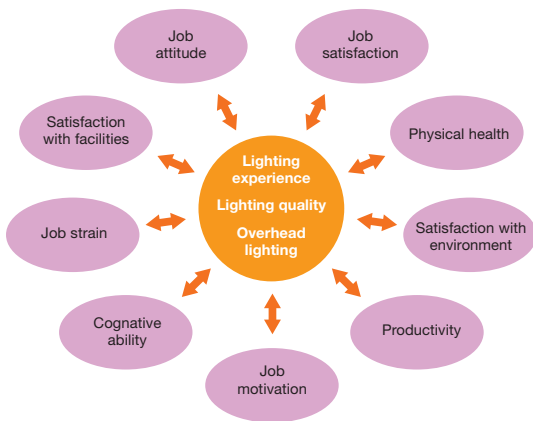 Job
attitude
Job
satisfaction
Satisfaction
with facilities
Physical health
Lighting
experience
Lighting quality
Overhead
lighting
Job strain
Satisfaction with
environment
Cognative
ability
Productivity
Job
motivation